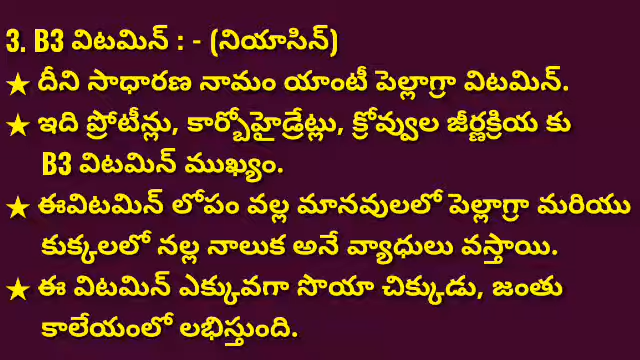 3. B3 విటమిన్ : - (నియాసిన్)
★ దీని సాధారణ నామం యాంటీ పెల్లాగ్రా విటమిన్.
★ ఇది ప్రోటీన్లు, కార్బోహైడ్రేట్లు, క్రోవ్వుల జీర్ణక్రియ కు
B3 విటమిన్ ముఖ్యం.
★ ఈవిటమిన్ లోపం వల్ల మానవులలో పెల్లాగ్రా మరియు
కుక్కలలో నల్ల నాలుక అనే వ్యాధులు వస్తాయి.
★ ఈ విటమిన్ ఎక్కువగా సొయా చిక్కుడు, జంతు
కాలేయంలో లభిస్తుంది.